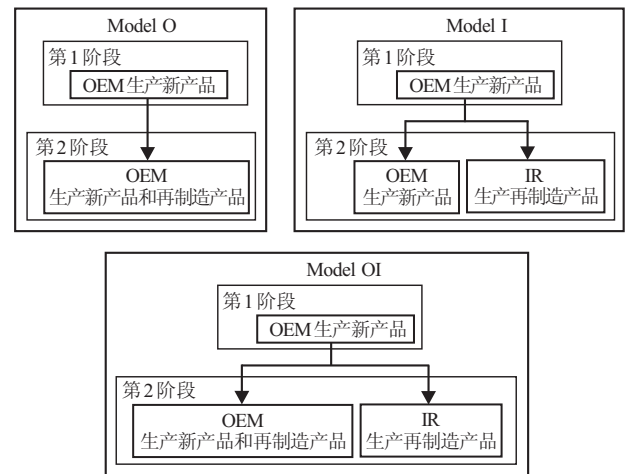 Model O
第1阶段
OEM生产新产品
第2阶段
OEM
生产新产品和再制造产品
Model I
第1阶段
OEM生产新产品
第2阶段
OEM
生产新产品
IR
生产再制造产品
Model OI
第1阶段
OEM生产新产品
第2阶段
OEM
生产新产品和再制造产品
IR
生产再制造产品